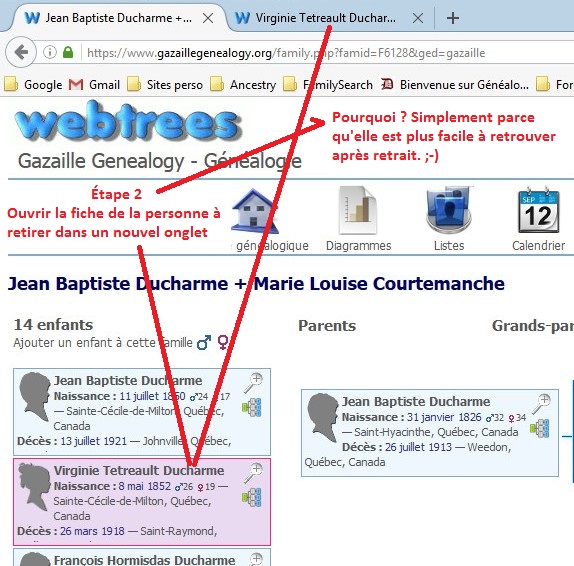 Jean Baptiste Ducharme +...
Virginie Tetreault Duchar...
https://www.gazaillegenealogy.org/family.php?famid=F6128&ged=gazaille
Google
Gmail
Sites perso
Ancestry
FamilySearch
Bienvenue sur Généalo...
For
webtrees
Gazaille Genealogy - Généalogie
Pourquoi ? Simplement parce
qu'elle est plus facile à retrouver
après retrait. ;-)
Étape 2
Ouvrir la fiche de la personne à
retirer dans un nouvel onglet
SEP
12
généalogique
Diagrammes
Listes
Calendrier
Jean Baptiste Ducharme + Marie Louise Courtemanche
14 enfants
Ajouter un enfant à cette famille ♂ ♀
Parents
Grands-par
Jean Baptiste Ducharme
Naissance : 11 juillet 1850 ♂24 ♀17
— Sainte-Cécile-de-Milton, Québec,
Canada
Décès : 13 juillet 1921 — Johnville, Québec,
Virginie Tetreault Ducharme
Naissance : 8 mai 1852 ♂26 ♀19 —
Sainte-Cécile-de-Milton, Québec,
Canada
Décès : 26 mars 1918 — Saint-Raymond,
François Hormisdas Ducharme
Jean Baptiste Ducharme
Naissance : 31 janvier 1826 ♂32 ♀34
— Saint-Hyacinthe, Québec, Canada
Décès : 26 juillet 1913 — Weedon,
Québec, Canada